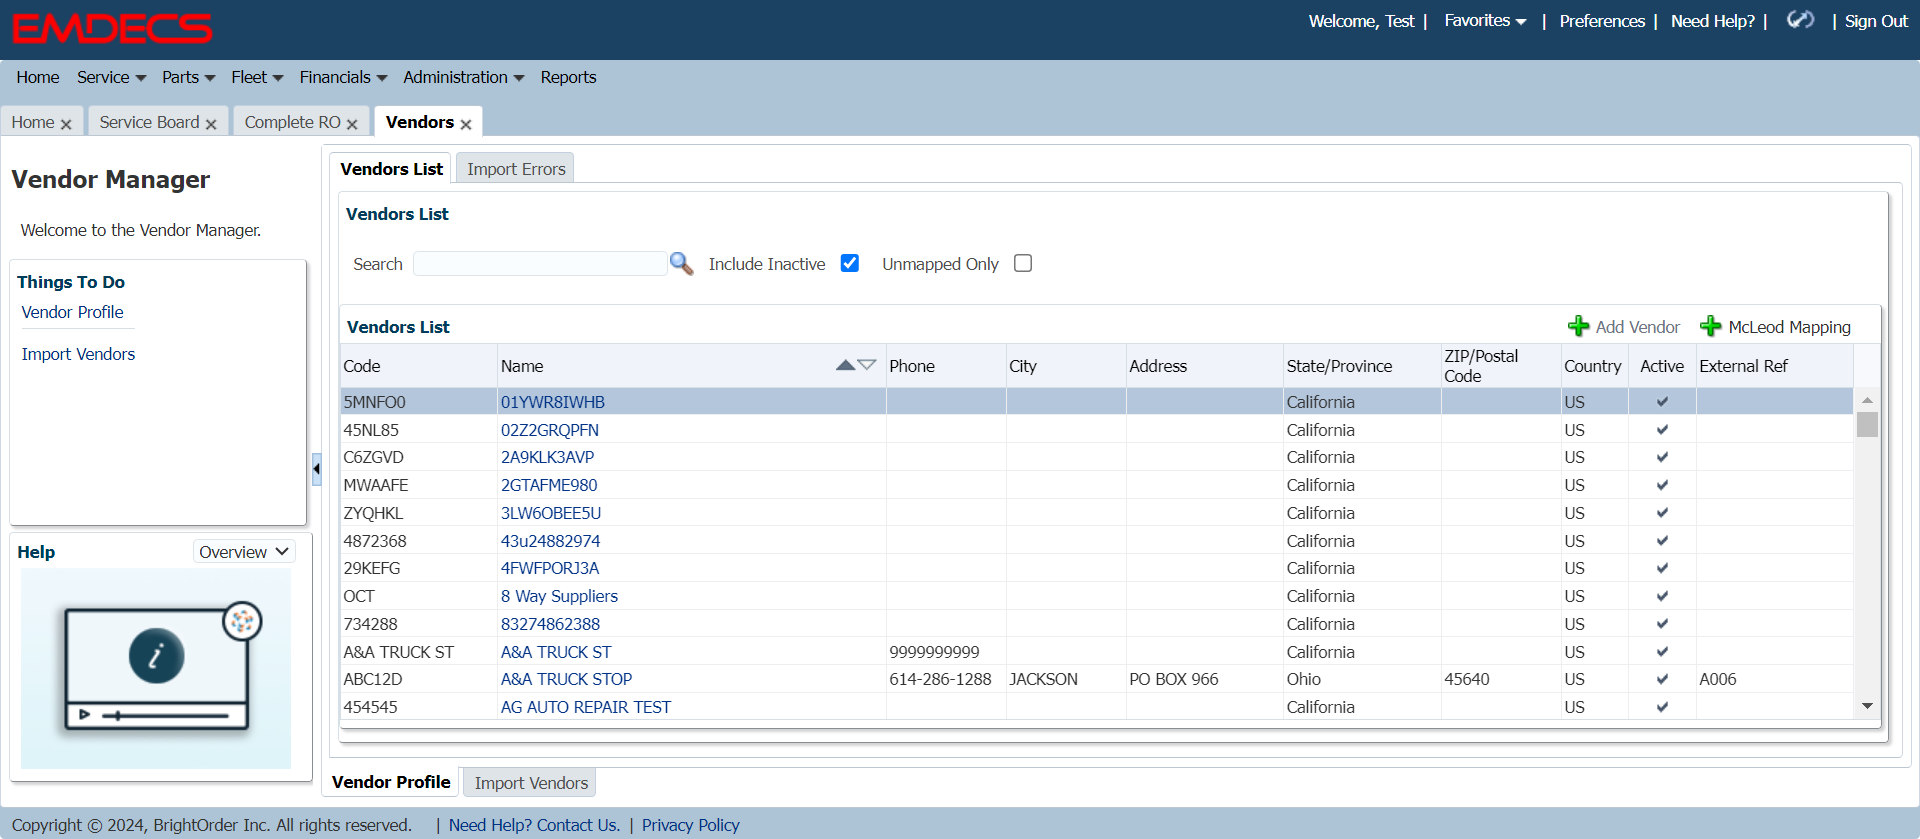 EMDECS
Welcome, Test | Favorites | Preferences | Need Help? | | Sign Out
Home Service Parts Fleet Financials Administration Reports
Home Service Board Complete RO Vendors
Vendor Manager
Welcome to the Vendor Manager.
Things To Do
Vendor Profile
Import Vendors
Help Overview
i
Vendors List Import Errors
Vendors List
Search Include Inactive Unmapped Only
Vendors List Add Vendor McLeod Mapping
Code Name Phone City Address State/Province ZIP/Postal Code Country Active External Ref
5MNFO0 01YWR8IWHB California US
45NL85 02Z2GRQPFN California US
C6ZGVD 2A9KLK3AVP California US
MWAAFE 2GTAFME980 California US
ZYQHKL 3LW6OBEE5U California US
4872368 43u24882974 California US
29KEFG 4FWFPORJ3A California US
OCT 8 Way Suppliers California US
734288 83274862388 California US
A&A TRUCK ST A&A TRUCK ST 9999999999 California US
ABC12D A&A TRUCK STOP 614-286-1288 JACKSON PO BOX 966 Ohio 45640 US A006
454545 AG AUTO REPAIR TEST California US
Vendor Profile Import Vendors
Copyright © 2024, BrightOrder Inc. All rights reserved. | Need Help? Contact Us. | Privacy Policy